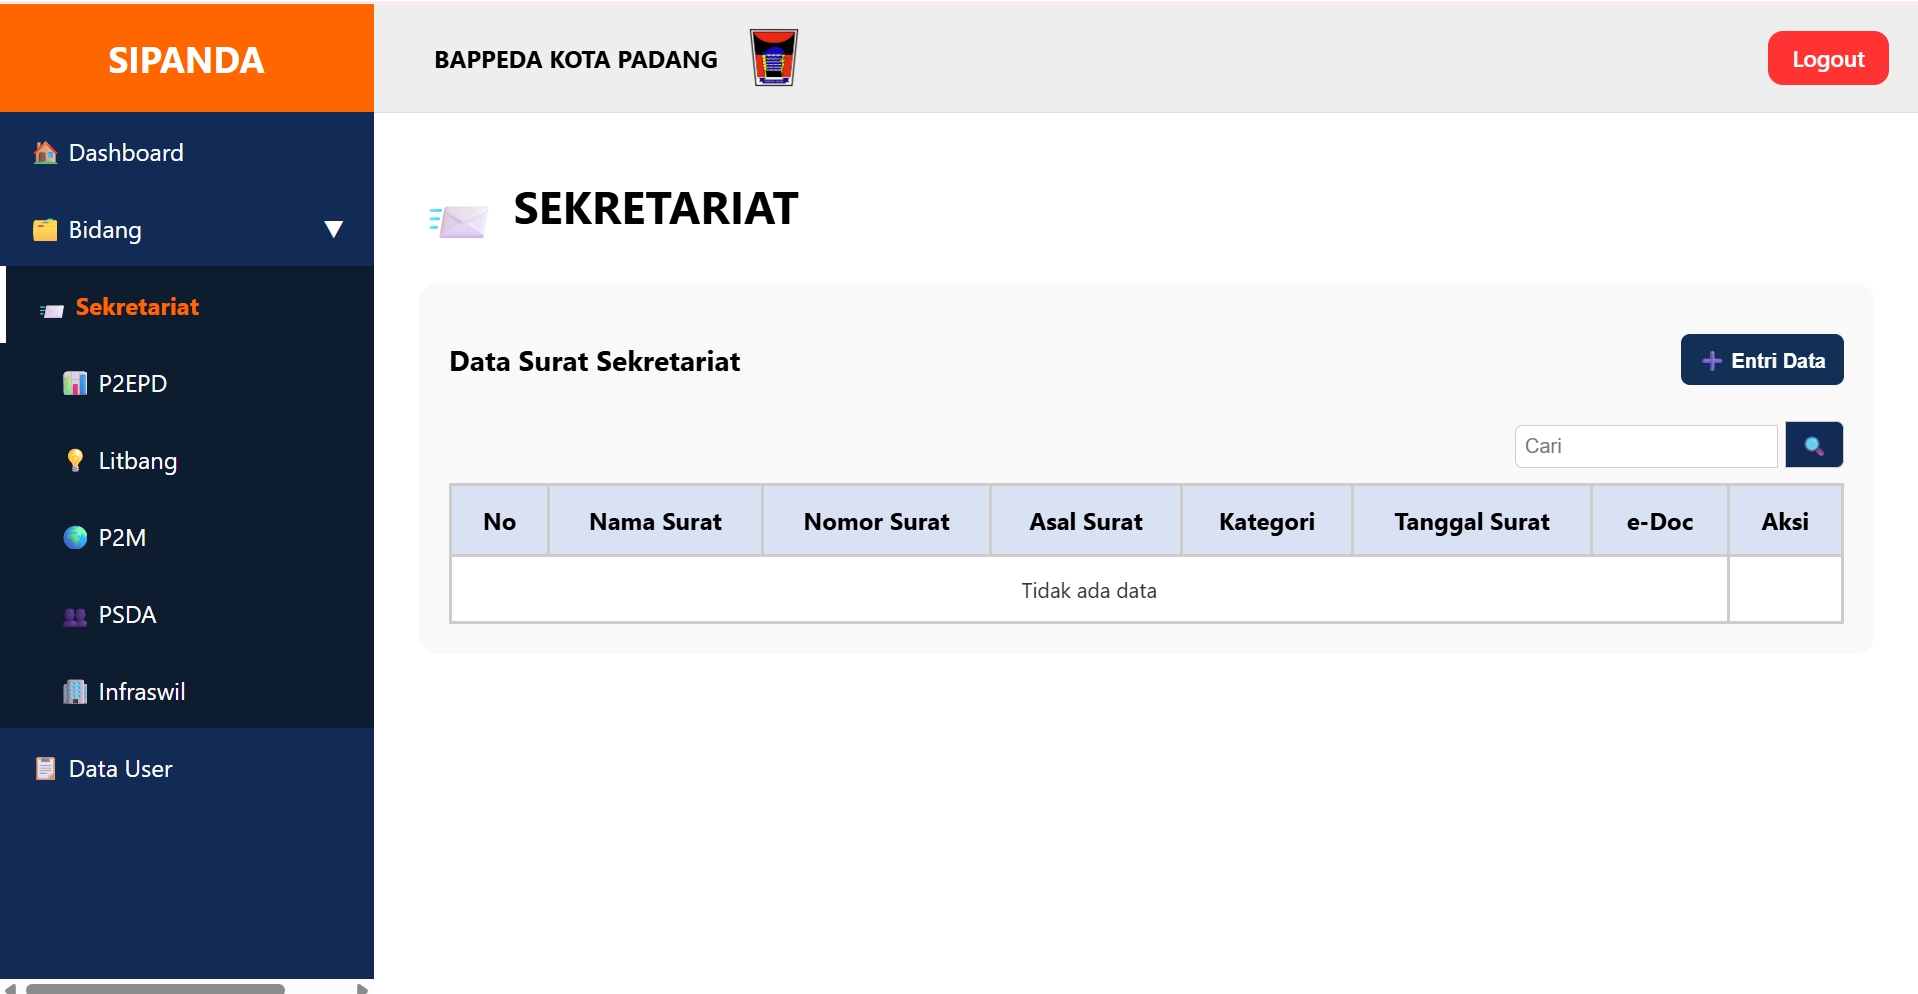 SIPANDA
BAPPEDA KOTA PADANG
Logout
Dashboard
Bidang
Sekretariat
P2EPD
Litbang
P2M
PSDA
Infraswil
Data User
SEKRETARIAT
Data Surat Sekretariat
Entri Data
Cari
No Nama Surat Nomor Surat Asal Surat Kategori Tanggal Surat e-Doc Aksi
Tidak ada data